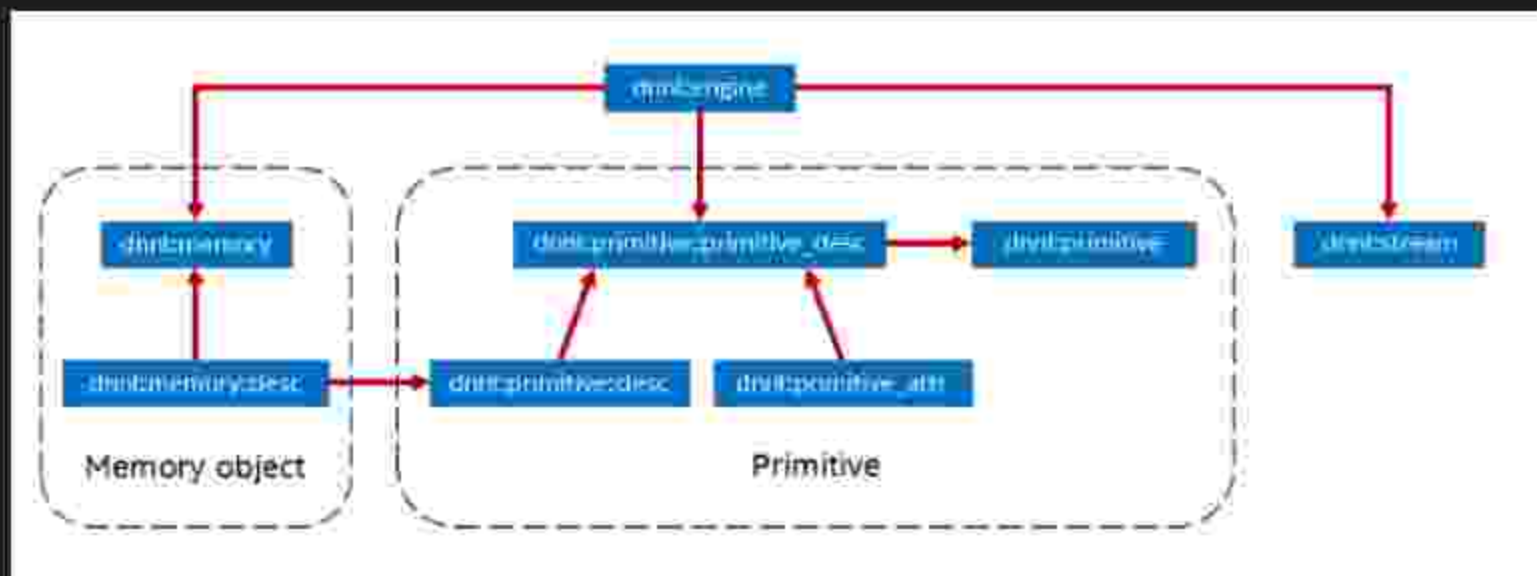 dnnl:engine
dnnl:memory
dnnl:primitive:primitive_desc
dnnl:primitive
dnnl:stream
dnnl:memory:desc
dnnl:primitive:desc
dnnl:primitive_attr
Memory object
Primitive